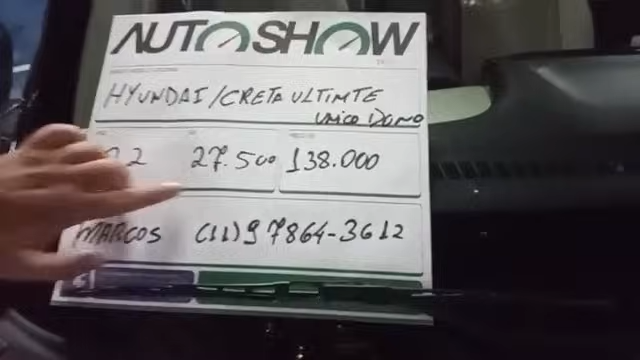 AUTOSHOW
HYUNDAI/CRETA ULTIMTE
UNICO DONO
27.500 138.000
MARCOS (11)97864-3612